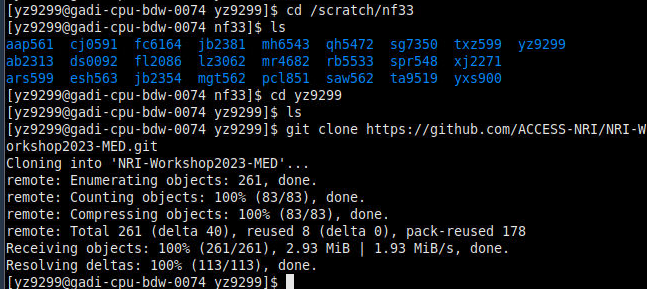 [yz9299@gadi-cpu-bdw-0074 yz9299]$ cd /scratch/nf33
[yz9299@gadi-cpu-bdw-0074 nf33]$ ls
aap561 cj0591 fc6164 jb2381 mh6543 qh5472 sg7350 txz599 yz9299
ab2313 ds0092 fl2086 lz3062 mr4682 rb5533 spr548 xj2271
ars599 esh563 jb2354 mgt562 pcl851 saw562 ta9519 yxs900
[yz9299@gadi-cpu-bdw-0074 nf33]$ cd yz9299
[yz9299@gadi-cpu-bdw-0074 yz9299]$ ls
[yz9299@gadi-cpu-bdw-0074 yz9299]$ git clone https://github.com/ACCESS-NRI/NRI-W
orkshop2023-MED.git
Cloning into 'NRI-Workshop2023-MED'...
remote: Enumerating objects: 261, done.
remote: Counting objects: 100% (83/83), done.
remote: Compressing objects: 100% (83/83), done.
remote: Total 261 (delta 40), reused 8 (delta 0), pack-reused 178
Receiving objects: 100% (261/261), 2.93 MiB | 1.93 MiB/s, done.
Resolving deltas: 100% (113/113), done.
[yz9299@gadi-cpu-bdw-0074 yz9299]$